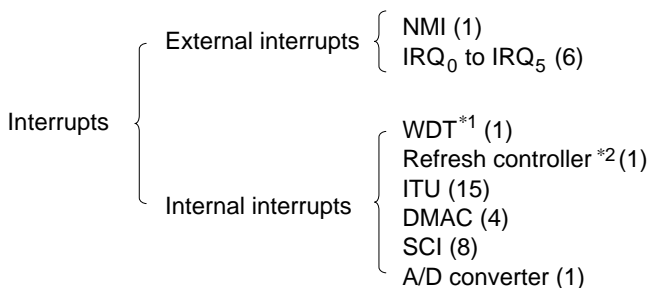 Interrupts
External interrupts
NMI (1)
IRQ0 to IRQ5 (6)
Internal interrupts
WDT*1 (1)
Refresh controller *2 (1)
ITU (15)
DMAC (4)
SCI (8)
A/D converter (1)